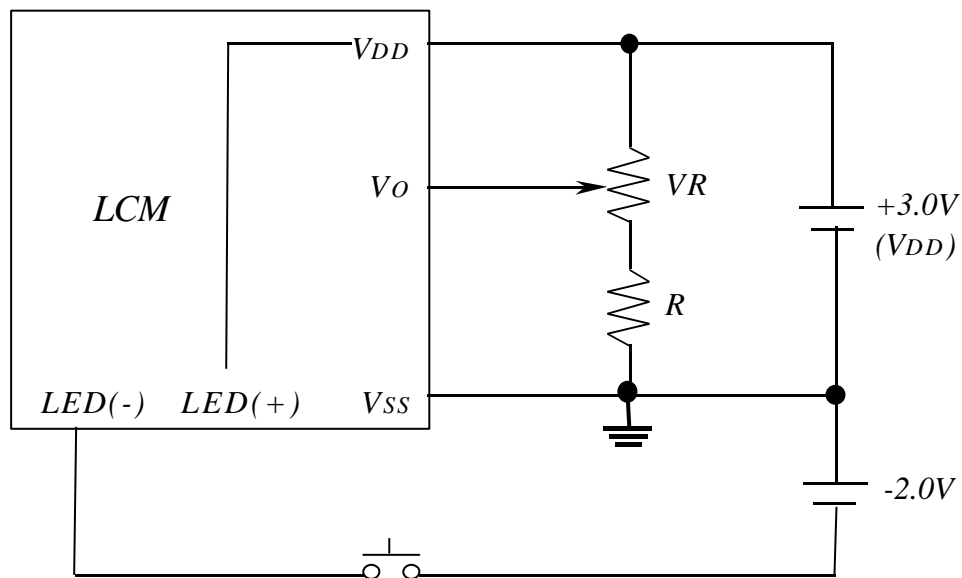 VDD
VO
VR
LCM
+3.0V
(VDD)
R
LED(-) LED(+) VSS
-2.0V